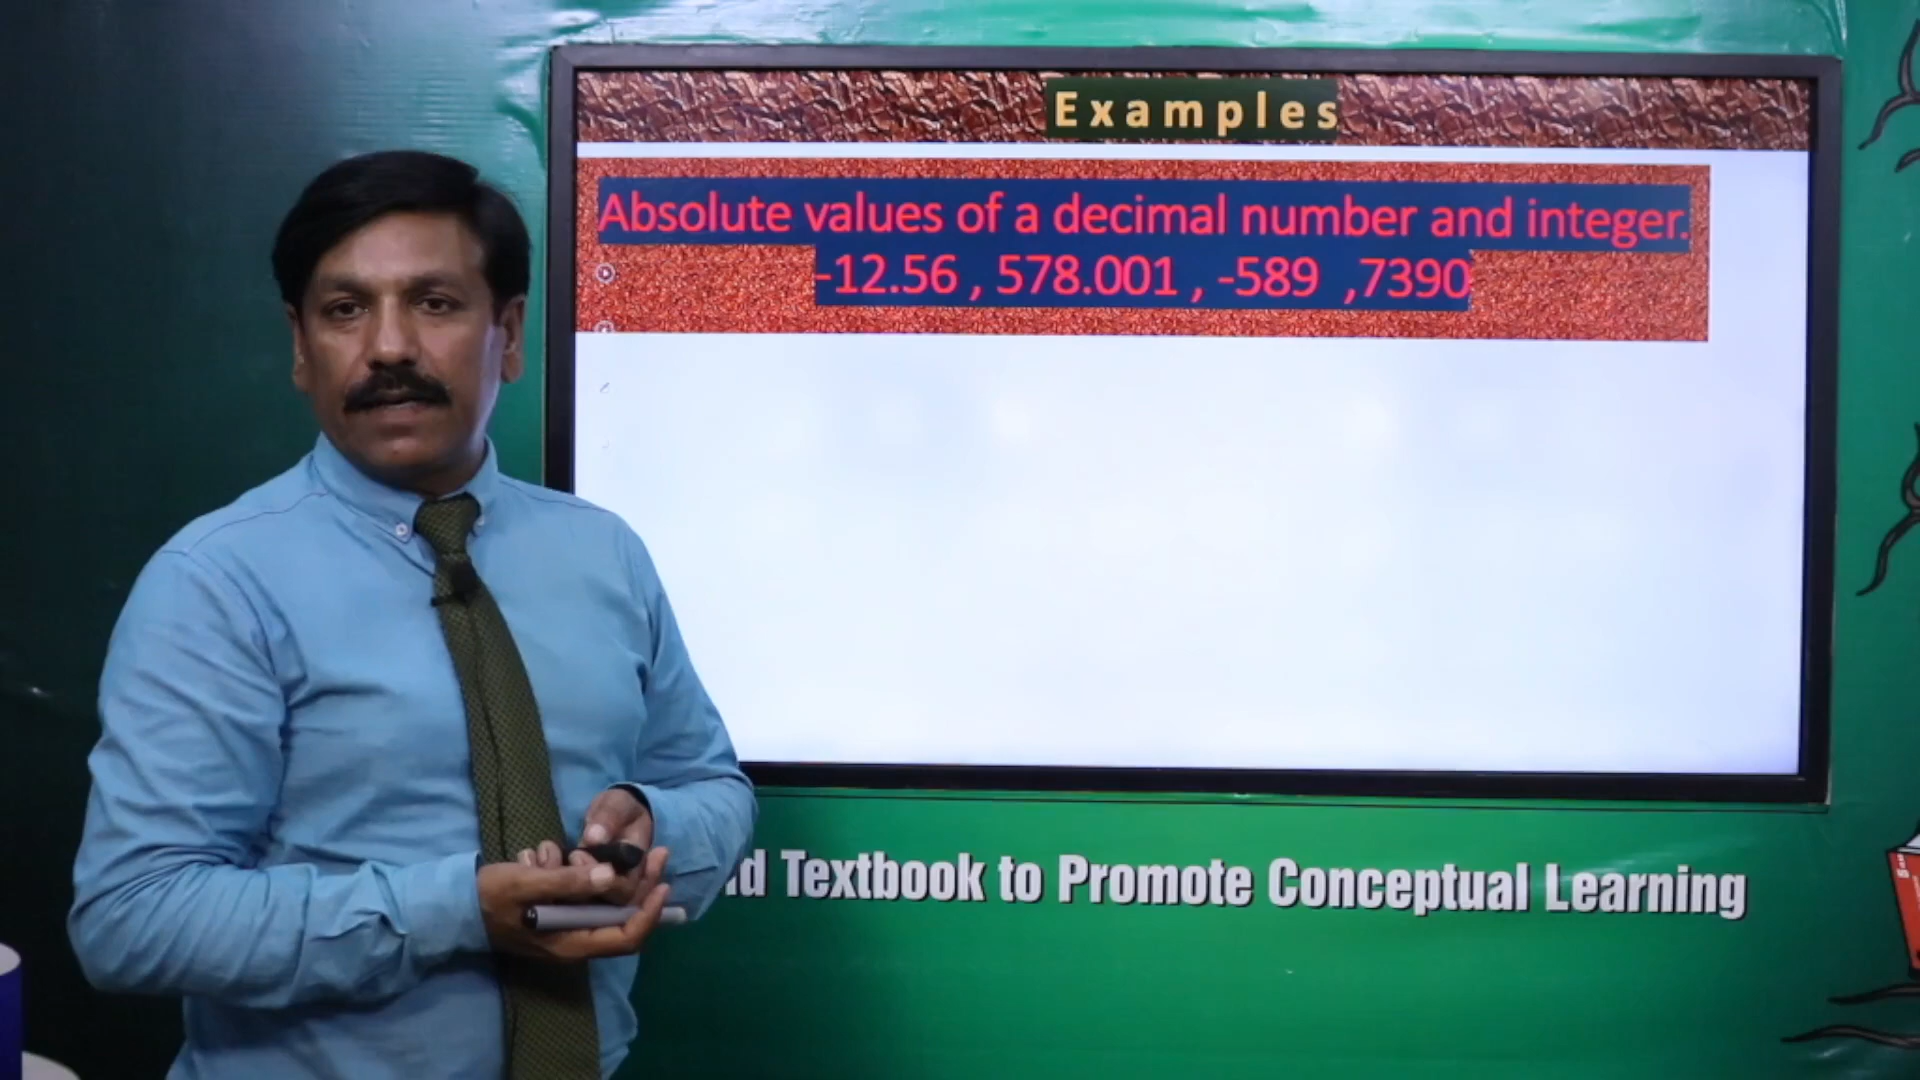 Examples
Absolute values of a decimal number and integer.
-12.56 , 578.001 , -589 ,7390
Textbook to Promote Conceptual Learning